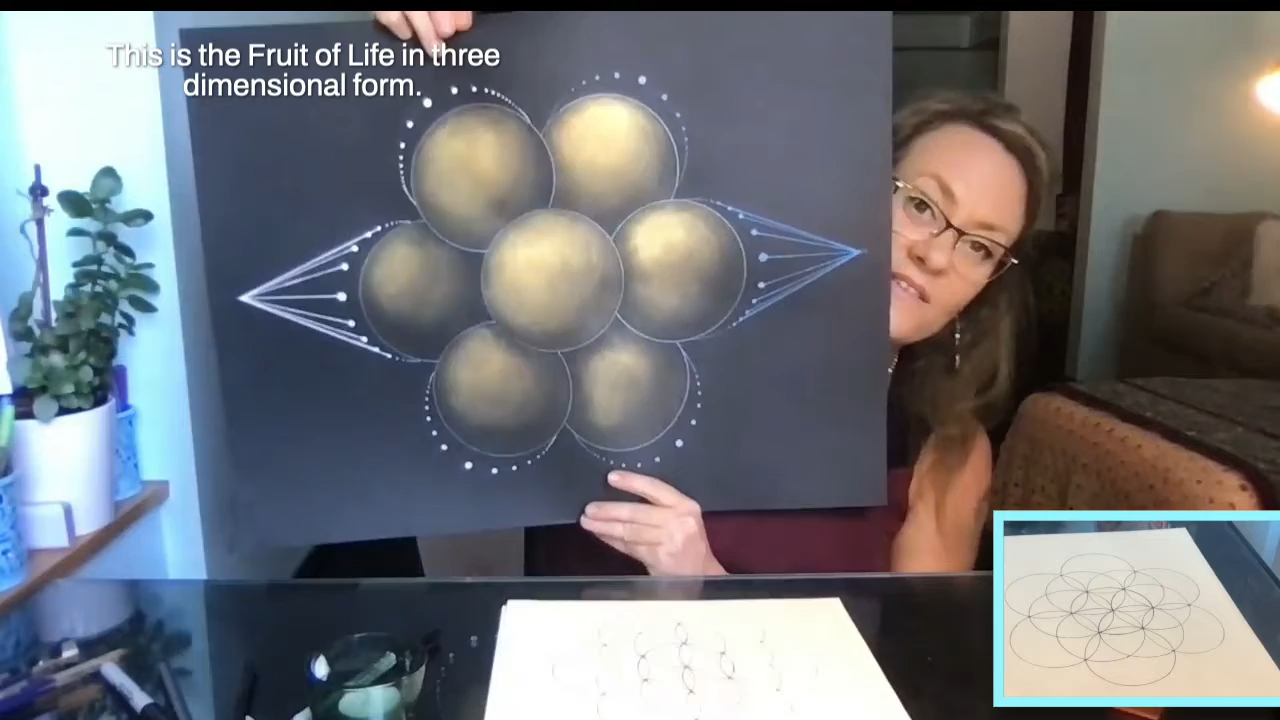 This is the Fruit of Life in three
dimensional form.